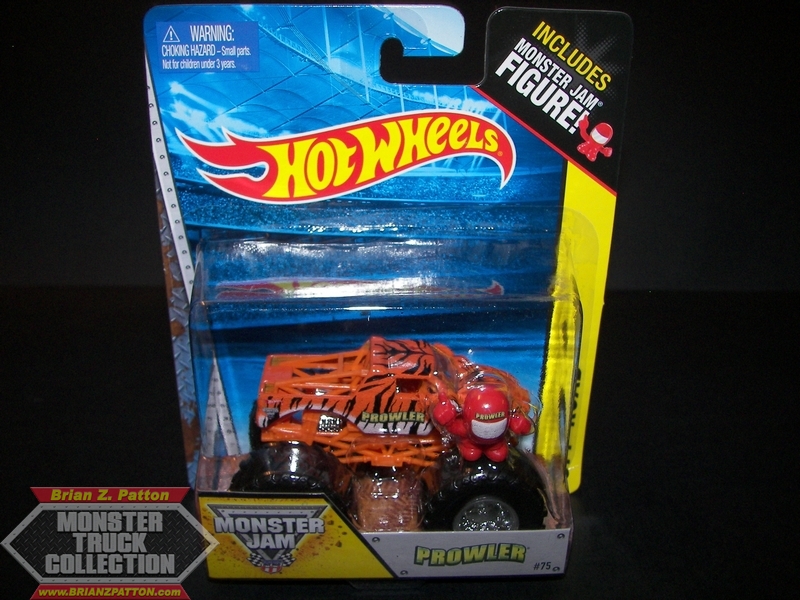 WARNING:
CHOKING HAZARD – Small parts.
Not for children under 3 years.
INCLUDES
MONSTER JAM®
FIGURE!
HOT WHEELS®
PROWLER
PROWLER
MONSTER
JAM
PROWLER
#75
Brian Z. Patton
MONSTER
TRUCK
COLLECTION
www.BRIANZPATTON.com